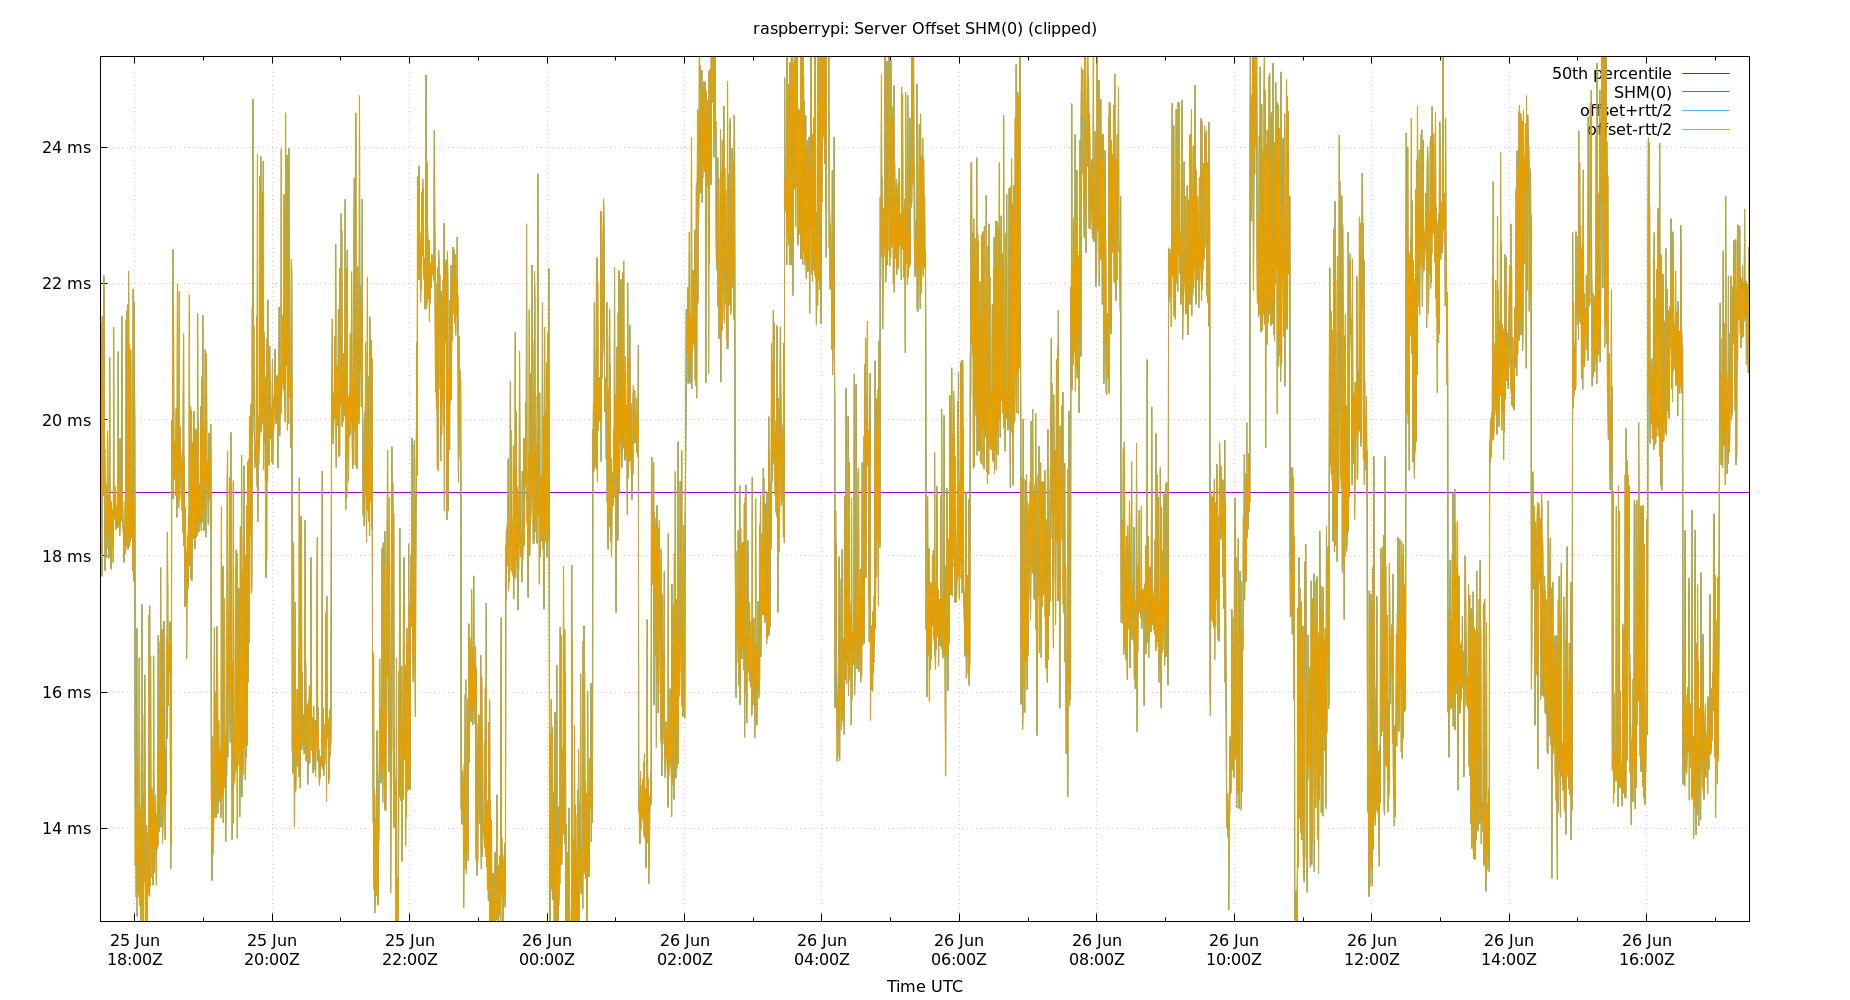 raspberrypi: Server Offset SHM(0) (clipped)
50th percentile
SHM(0)
offset+rtt/2
offset-rtt/2
24 ms
22 ms
20 ms
18 ms
16 ms
14 ms
25 Jun 25 Jun 25 Jun 26 Jun 26 Jun 26 Jun 26 Jun 26 Jun 26 Jun 26 Jun 26 Jun 26 Jun
18:00Z 20:00Z 22:00Z 00:00Z 02:00Z 04:00Z 06:00Z 08:00Z 10:00Z 12:00Z 14:00Z 16:00Z
Time UTC